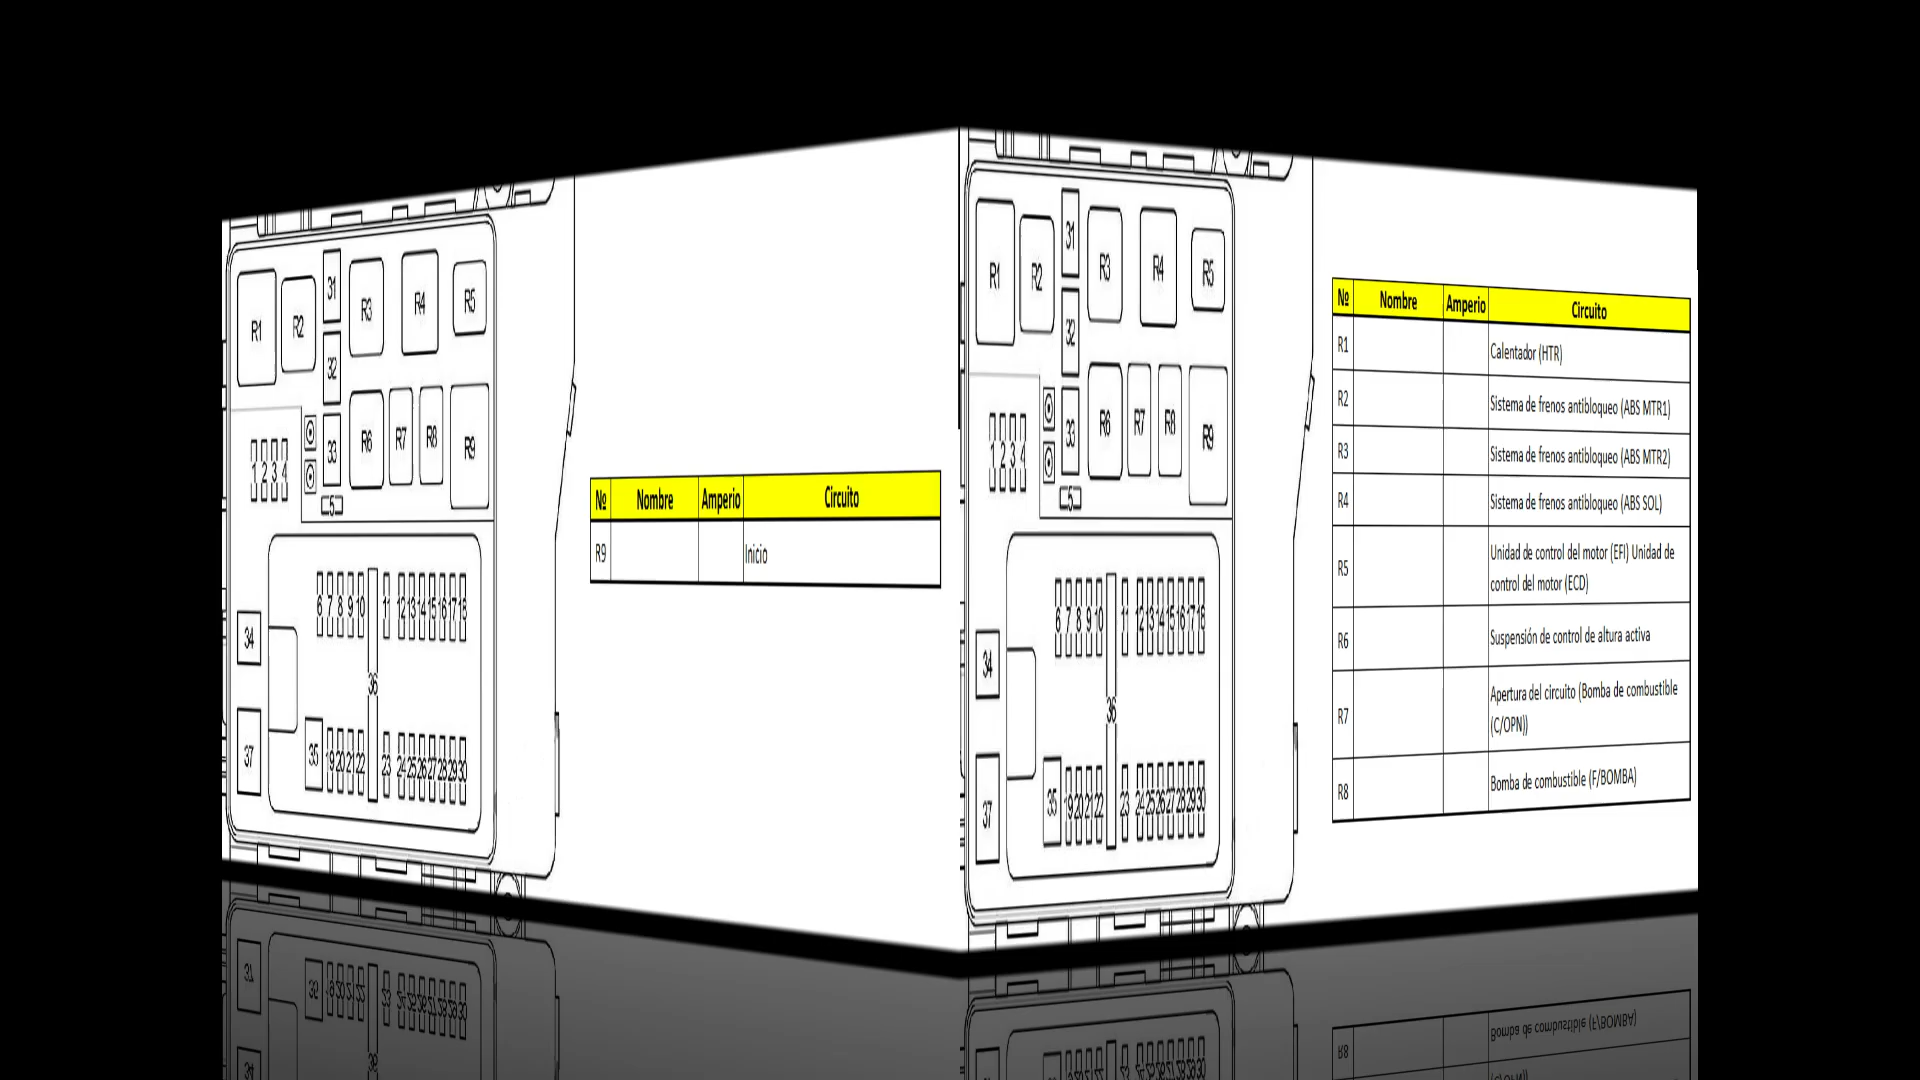 R1
R2
31
R3
R4
R5
32
33
R6
R7
R8
R9
1 2 3 4
5
6 7 8 9 10 11 12 13 14 15 16 17 18
34
36
37
35
19 20 21 22 23 24 25 26 27 28 29 30
Nº Nombre Amperio Circuito
R9 Inicio
R1
R2
31
R3
R4
R5
32
33
R6
R7
R8
R9
1 2 3 4
5
6 7 8 9 10 11 12 13 14 15 16 17 18
34
36
37
35
19 20 21 22 23 24 25 26 27 28 29 30
Nº Nombre Amperio Circuito
R1 Calentador (HTR)
R2 Sistema de frenos antibloqueo (ABS MTR1)
R3 Sistema de frenos antibloqueo (ABS MTR2)
R4 Sistema de frenos antibloqueo (ABS SOL)
R5 Unidad de control del motor (EFI) Unidad de
control del motor (ECD)
R6 Suspensión de control de altura activa
R7 Apertura del circuito (Bomba de combustible
(C/OPN))
R8 Bomba de combustible (F/BOMBA)